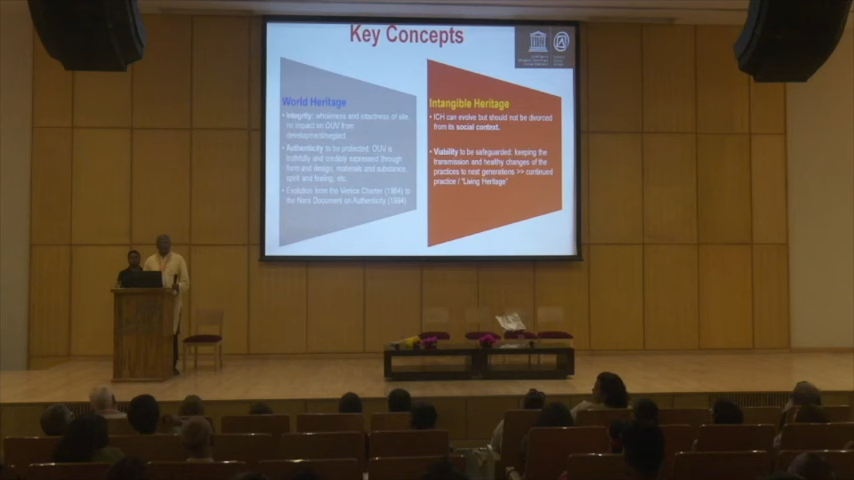 Key Concepts
World Heritage
• Integrity: wholeness and intactness of site,
no impact on OUV from
development/neglect
• Authenticity to be protected. OUV is
truthfully and credibly expressed through
form and design, materials and substance,
spirit and feeling, etc.
• Evolution from the Venice Charter (1964) to
the Nara Document on Authenticity (1994)
Intangible Heritage
• ICH can evolve but should not be divorced
from its social context.
• Viability to be safeguarded: keeping the
transmission and healthy changes of the
practices to next generations >> continued
practice / "Living Heritage"